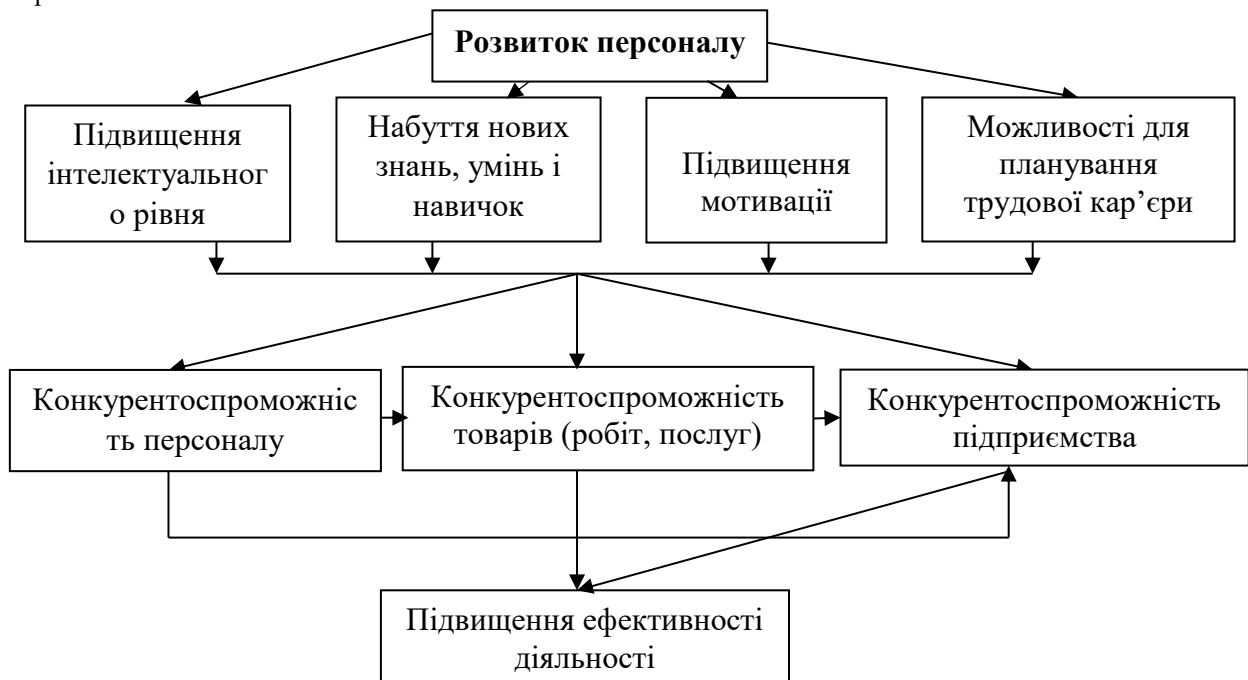 Розвиток персоналу
Підвищення
інтелектуальног
о рівня
Набуття нових
знань, умінь і
навичок
Підвищення
мотивації
Можливості для
планування
трудової кар’єри
Конкурентоспроможніс
ть персоналу
Конкурентоспроможність
товарів (робіт, послуг)
Конкурентоспроможність
підприємства
Підвищення ефективності
діяльності